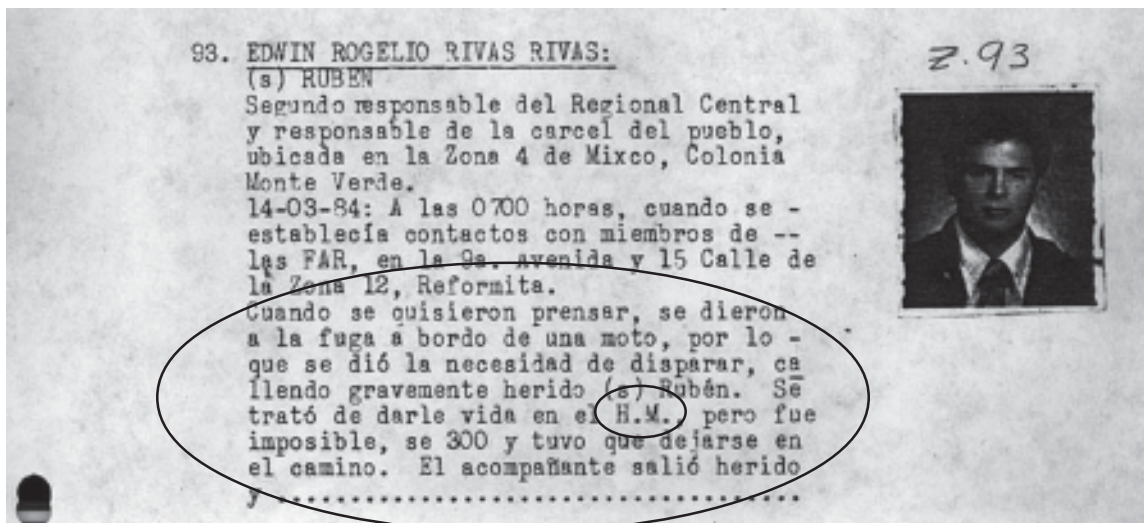 93. EDWIN ROGELIO RIVAS RIVAS:
Z.93
(s) RUBEN
Segundo responsable del Regional Central
y responsable de la carcel del pueblo,
ubicada en la Zona 4 de Mixco, Colonia
Monte Verde.
14-03-84: A las 0700 horas, cuando se -
establecía contactos con miembros de --
las FAR, en la 9a. avenida y 15 Calle de
la Zona 12, Reformita.
Cuando se quisieron prensar, se dieron
a la fuga a bordo de una moto, por lo -
que se dió la necesidad de disparar, ca
llendo gravemente herido (s) Rubén. Se
trató de darle vida en el H.M., pero fue
imposible, se 300 y tuvo que dejarse en
el camino. El acompañante salió herido
y ......................................